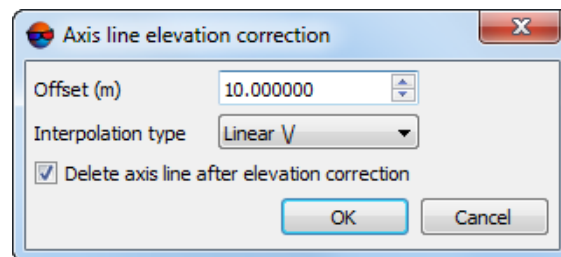 Axis line elevation correction
Offset (m) 10.000000
Interpolation type Linear \/
Delete axis line after elevation correction
OK Cancel